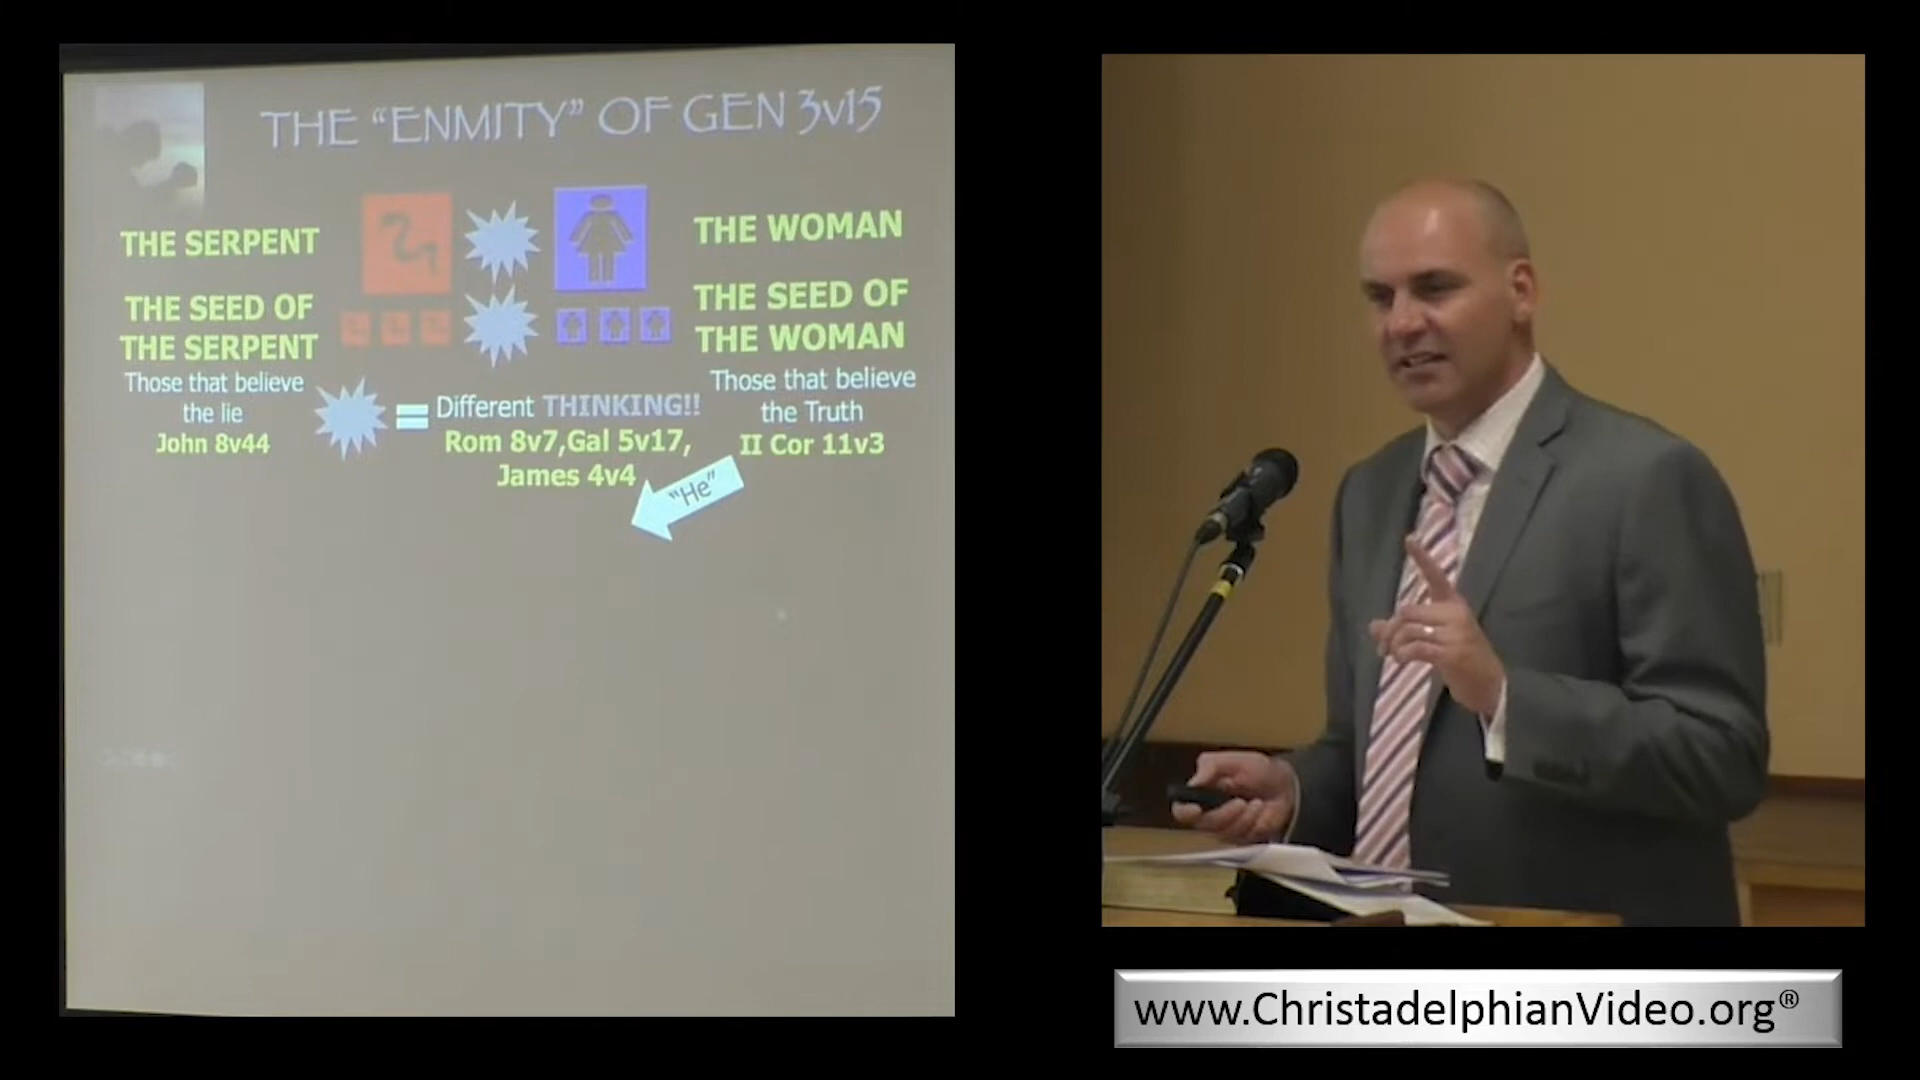 THE “ENMITY” OF GEN 3v15
THE SERPENT
THE WOMAN
THE SEED OF
THE SERPENT
THE SEED OF
THE WOMAN
Those that believe
the lie
John 8v44
= Different THINKING!!
Rom 8v7,Gal 5v17,
James 4v4
Those that believe
the Truth
II Cor 11v3
“He”
www.ChristadelphianVideo.org®